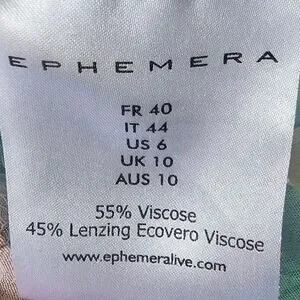 EPHEMERA
FR 40
IT 44
US 6
UK 10
AUS 10
55% Viscose
45% Lenzing Ecovero Viscose
www.ephemeralive.com